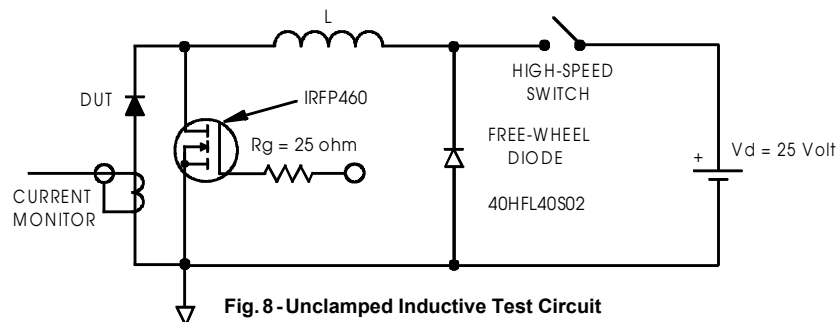 L
HIGH-SPEED
SWITCH
DUT
IRFP460
Rg = 25 ohm
FREE-WHEEL
DIODE
+
Vd = 25 Volt
40HFL40S02
CURRENT
MONITOR
Fig. 8 - Unclamped Inductive Test Circuit